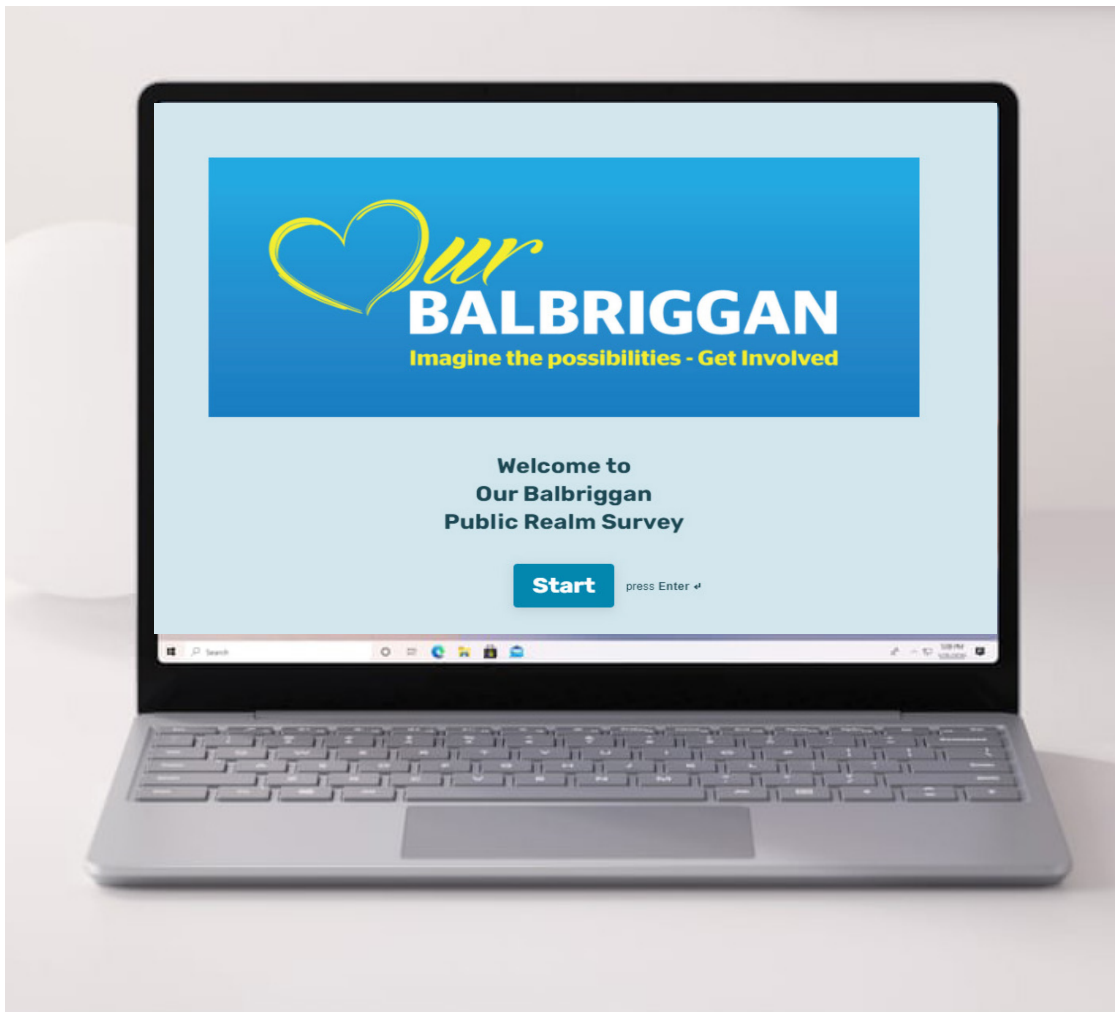 Our
BALBRIGGAN
Imagine the possibilities - Get Involved
Welcome to
Our Balbriggan
Public Realm Survey
Start press Enter ↵
Search